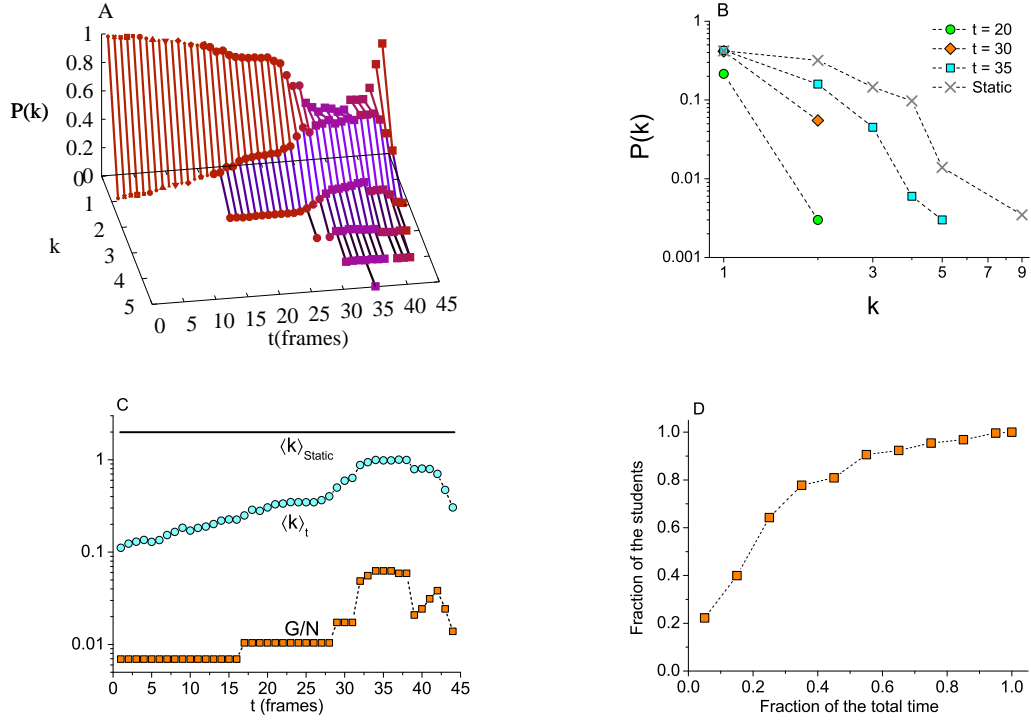 A
1
0.8
P(k)
0.6
0.4
0.2
0
0
1
2
k
3
4
5
0 5 10 15 20 25 30 35 40 45
t(frames)
B
t = 20
t = 30
t = 35
Static
1
0.1
0.01
0.001
P(k)
1 3 5 7 9
k
C
1
0.1
0.01
⟨k⟩Static
⟨k⟩t
G/N
0 5 10 15 20 25 30 35 40 45
t (frames)
D
1.0
0.8
0.6
0.4
0.2
0.0
Fraction of the students
0.0 0.2 0.4 0.6 0.8 1.0
Fraction of the total time